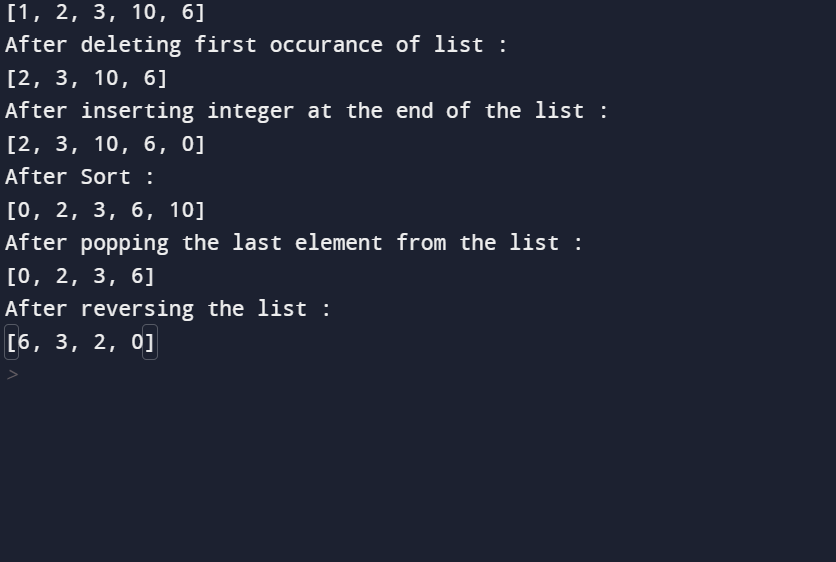 [1, 2, 3, 10, 6]
After deleting first occurance of list :
[2, 3, 10, 6]
After inserting integer at the end of the list :
[2, 3, 10, 6, 0]
After Sort :
[0, 2, 3, 6, 10]
After popping the last element from the list :
[0, 2, 3, 6]
After reversing the list :
[6, 3, 2, 0]
>